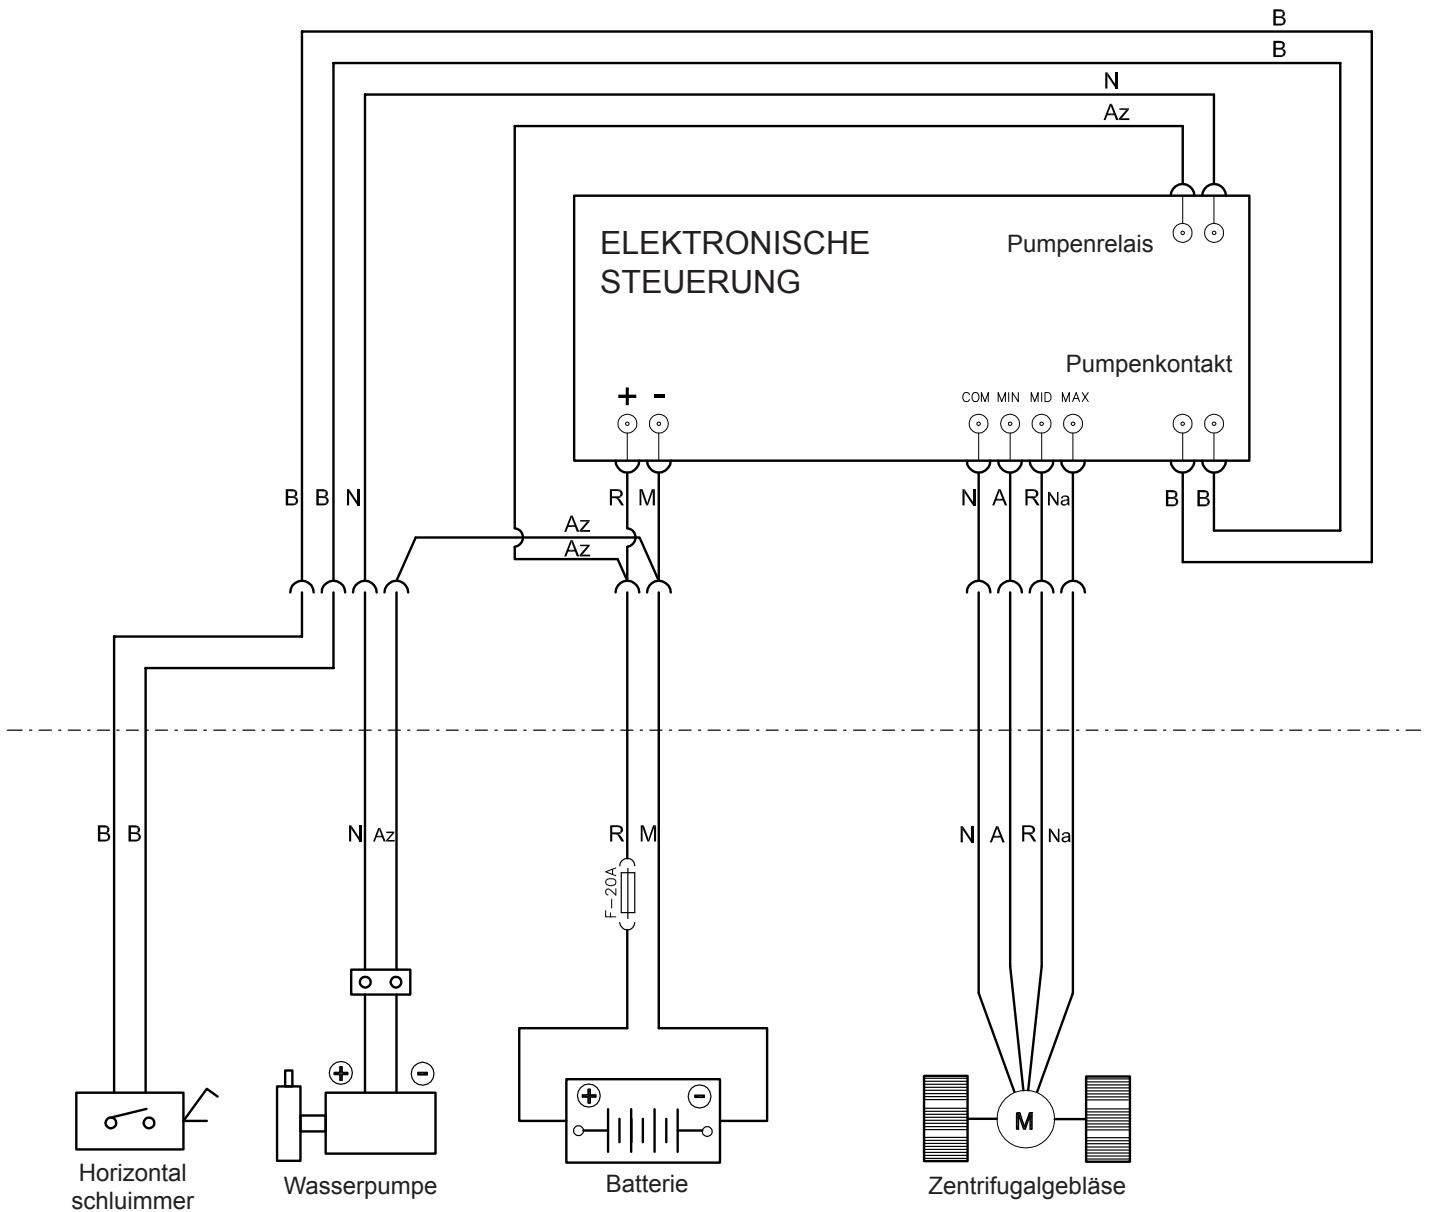 B
B
N
Az
ELEKTRONISCHE
STEUERUNG
Pumpenrelais
Pumpenkontakt
+ -
COM MIN MID MAX
B B N R M N A R Na B B
Az
Az
B B N Az R M N A R Na
F-20A
+ -
+ -
M
Horizontal
schluimmer
Wasserpumpe
Batterie
Zentrifugalgebläse